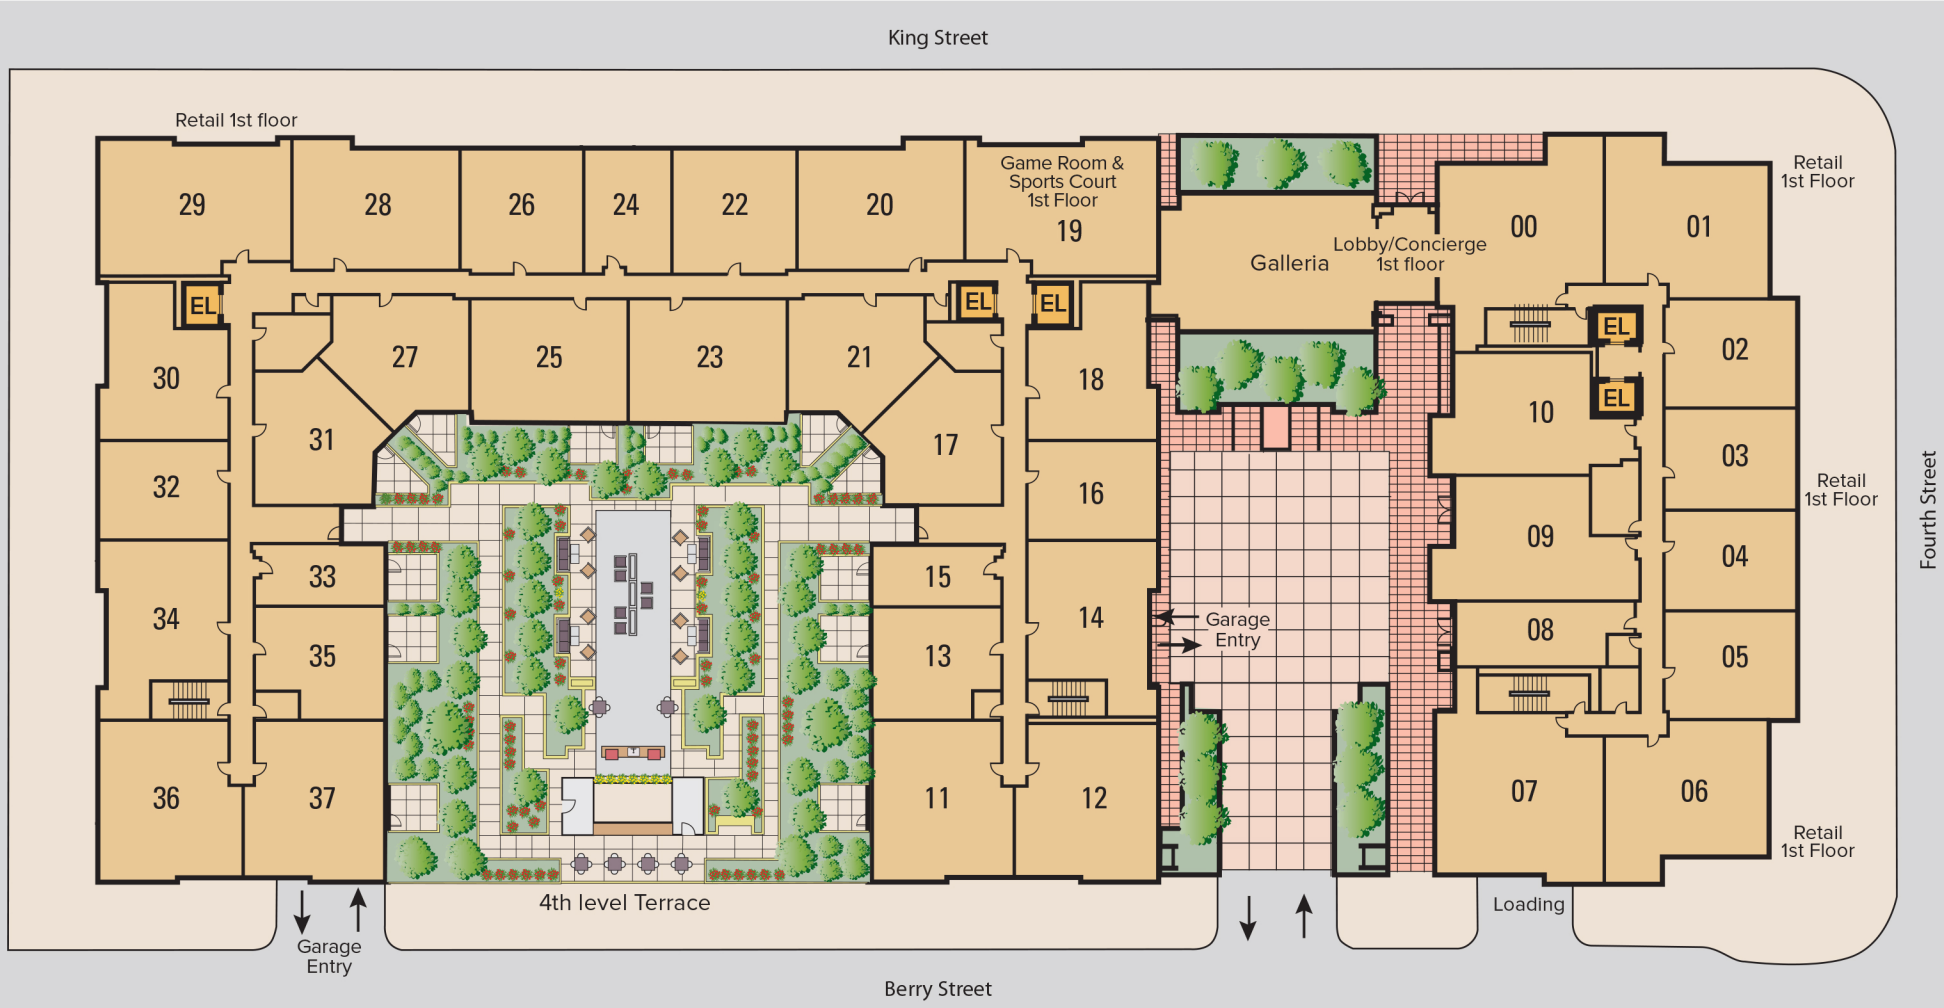 King Street
Retail 1st floor
29
28
26
24
22
20
Game Room &
Sports Court
1st Floor
19
Galleria
Lobby/Concierge
1st floor
00
01
Retail
1st Floor
EL
EL
EL
EL
EL
30
27
25
23
21
18
10
02
31
17
32
16
03
Retail
1st Floor
33
15
09
04
34
14
Garage
Entry
08
35
13
05
36
37
11
12
07
06
Retail
1st Floor
4th level Terrace
Loading
Garage
Entry
Berry Street
Fourth Street